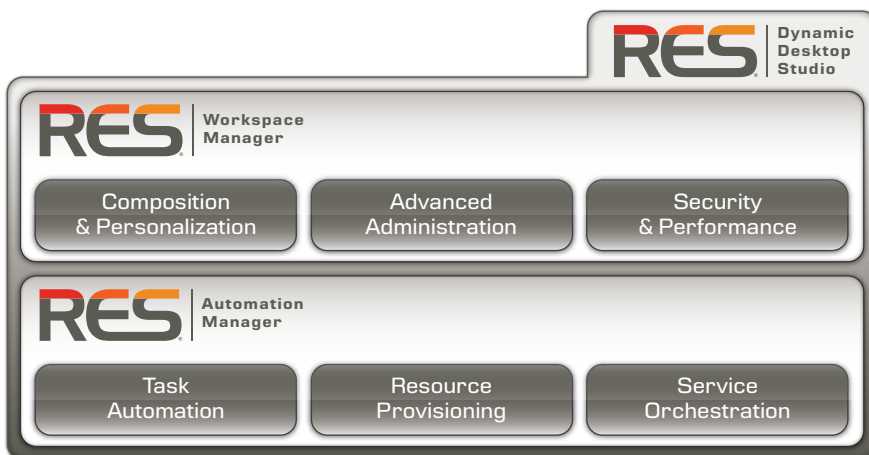 RES® Dynamic
Desktop
Studio
RES® Workspace
Manager
Composition
& Personalization
Advanced
Administration
Security
& Performance
RES® Automation
Manager
Task
Automation
Resource
Provisioning
Service
Orchestration